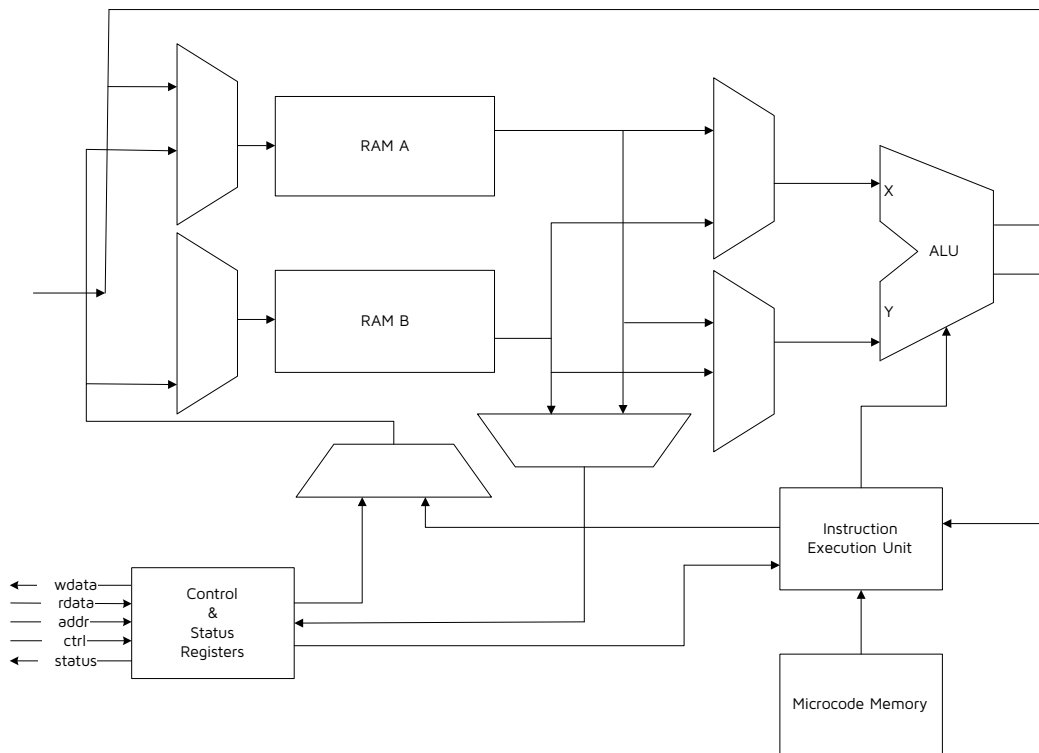 RAM A
X
ALU
RAM B
Y
Instruction
Execution Unit
wdata
rdata
addr
ctrl
status
Control
&
Status
Registers
Microcode Memory